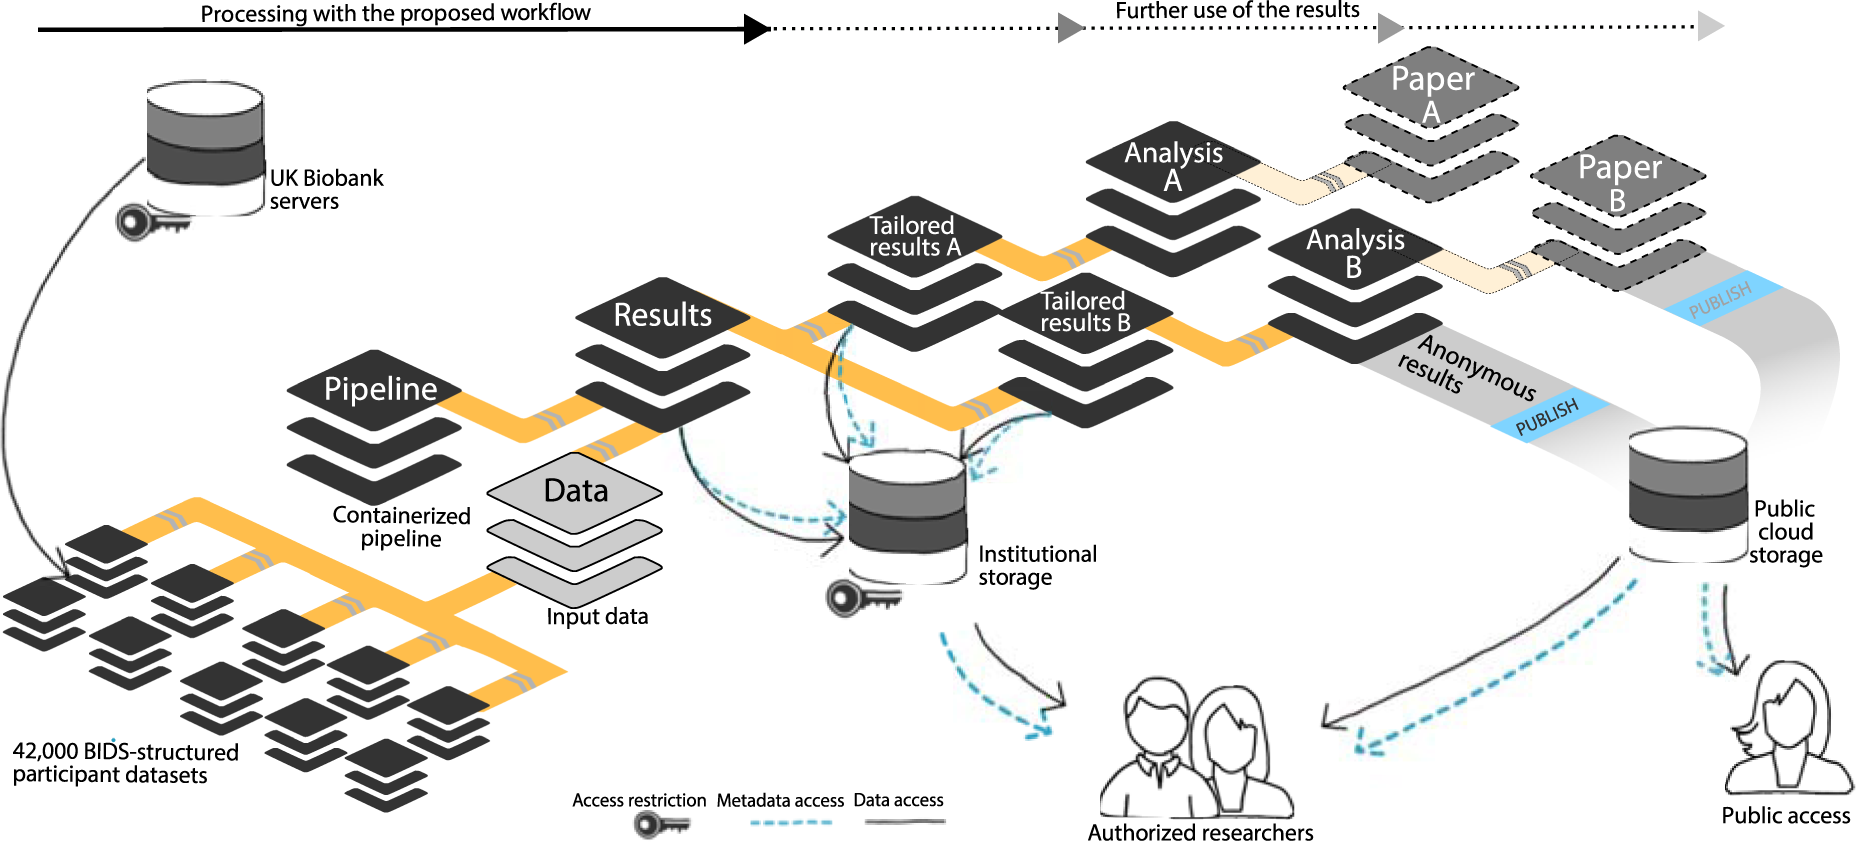 Processing with the proposed workflow
Further use of the results
Paper
A
Analysis
A
Paper
B
UK Biobank
servers
Tailored
results A
Analysis
B
Results
Tailored
results B
PUBLISH
Pipeline
Anonymous
results
PUBLISH
Data
Containerized
pipeline
Public
cloud
storage
Institutional
storage
Input data
42,000 BIDS-structured
participant datasets
Access restriction
Metadata access
Data access
Authorized researchers
Public access